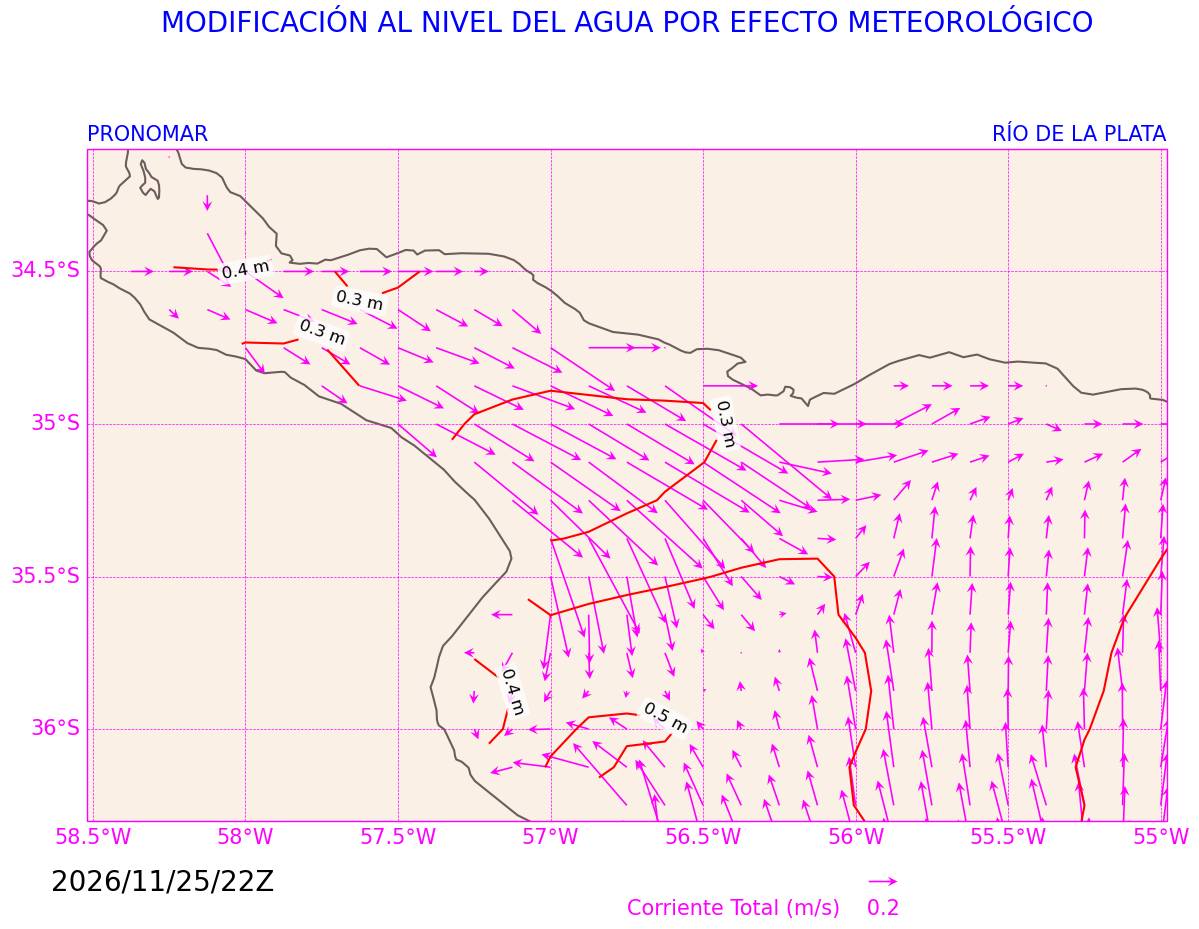 MODIFICACIÓN AL NIVEL DEL AGUA POR EFECTO METEOROLÓGICO
PRONOMAR RÍO DE LA PLATA
34.5°S
0.4 m
0.3 m
0.3 m
35°S
0.3 m
35.5°S
0.4 m
0.5 m
36°S
58.5°W 58°W 57.5°W 57°W 56.5°W 56°W 55.5°W 55°W
2026/11/25/22Z
Corriente Total (m/s) 0.2